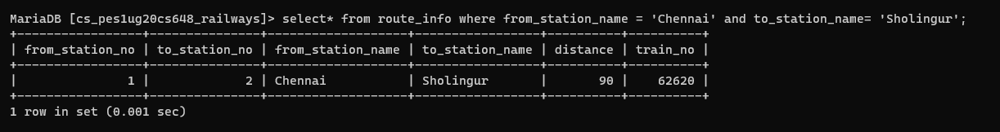 MariaDB [cs_pes1ug20cs648_railways]> select* from route_info where from_station_name = 'Chennai' and to_station_name= 'Sholingur';
+-----------------+---------------+-------------------+-----------------+----------+----------+
| from_station_no | to_station_no | from_station_name | to_station_name | distance | train_no |
+-----------------+---------------+-------------------+-----------------+----------+----------+
|               1 |             2 | Chennai           | Sholingur       |       90 |    62620 |
+-----------------+---------------+-------------------+-----------------+----------+----------+
1 row in set (0.001 sec)